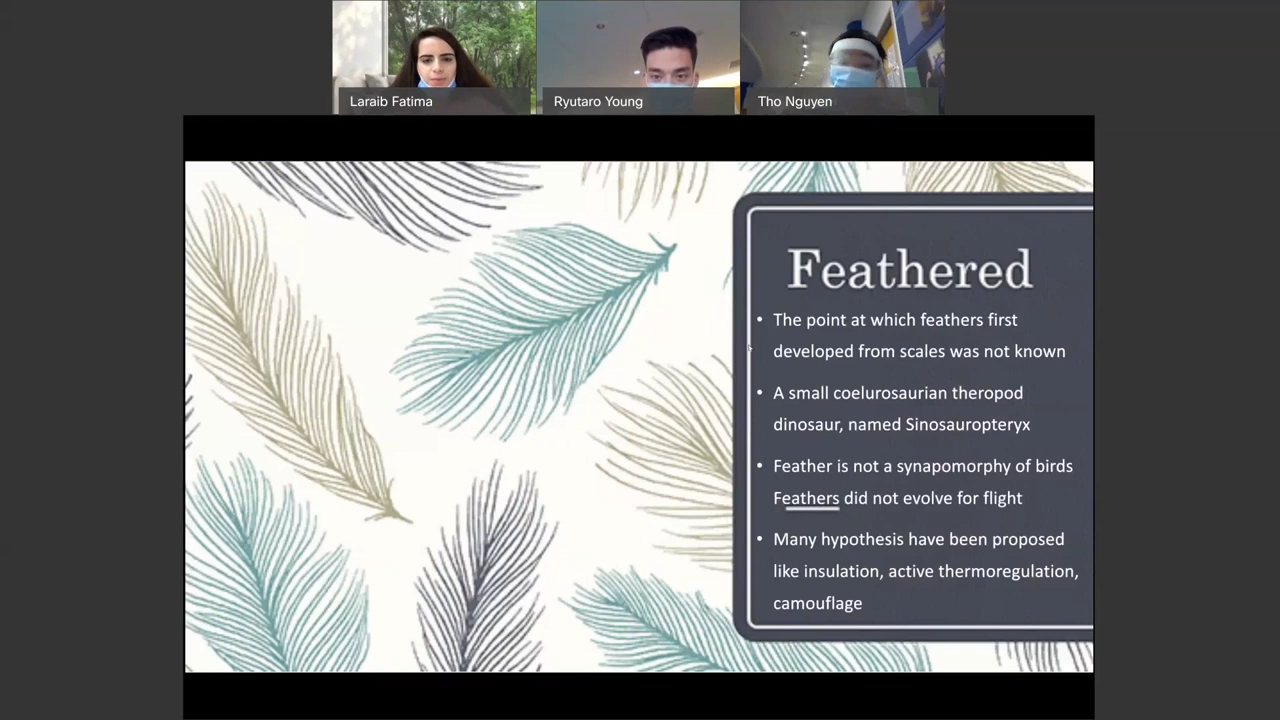 Laraib Fatima
Ryutaro Young
Tho Nguyen
Feathered
• The point at which feathers first
developed from scales was not known
• A small coelurosaurian theropod
dinosaur, named Sinosauropteryx
• Feather is not a synapomorphy of birds
Feathers did not evolve for flight
• Many hypothesis have been proposed
like insulation, active thermoregulation,
camouflage